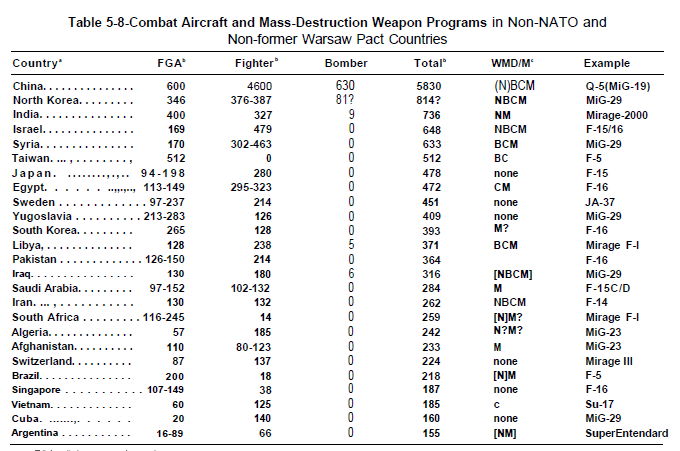 Table 5-8-Combat Aircraft and Mass-Destruction Weapon Programs in Non-NATO and
Non-former Warsaw Pact Countries
Countryᵃ FGAᵇ Fighterᵇ Bomber Totalᵇ WMD/Mᶜ Example
China. . . . . . . . . . . . . . . 600 4600 630 5830 (N)BCM Q-5(MiG-19)
North Korea. . . . . . . . . 346 376-387 81? 814? NBCM MiG-29
India. . . . . . . . . . . . . . . . 400 327 9 736 NM Mirage-2000
Israel. . . . . . . . . . . . . . . 169 479 0 648 NBCM F-15/16
Syria. . . . . . . . . . . . . . . 170 302-463 0 633 BCM MiG-29
Taiwan. ... , . . . . . . . . , 512 0 0 512 BC F-5
Japan. ........,.,.. 94-198 280 0 478 none F-15
Egypt. . . . . . ..,,.,.., 113-149 295-323 0 472 CM F-16
Sweden . . . . . . . . . . . . 97-237 214 0 451 none JA-37
Yugoslavia . . . . . . . . . . 213-283 126 0 409 none MiG-29
South Korea. . . . . . . . . 265 128 0 393 M? F-16
Libya, . . . . . . . . . . . . . . 128 238 5 371 BCM Mirage F-I
Pakistan . . . . . . . . . . . . 126-150 214 0 364 F-16
Iraq. . . . . . . . . . . . . . . . 130 180 6 316 [NBCM] MiG-29
Saudi Arabia. . . . . . . . . 97-152 102-132 0 284 M F-15C/D
Iran. ... , . . . . . . . . . . . 130 132 0 262 NBCM F-14
South Africa . . . . . . . . . 116-245 14 0 259 [N]M? Mirage F-I
Algeria. . . . . . . . . . . . . 57 185 0 242 N?M? MiG-23
Afghanistan. . . . . . . . . . 110 80-123 0 233 M MiG-23
Switzerland. . . . . . . . . . 87 137 0 224 none Mirage III
Brazil. . . . . . . . . . . . . . . 200 18 0 218 [N]M F-5
Singapore . . . . . . . . . . . 107-149 38 0 187 none F-16
Vietnam. . . . . . . . . . . . . 60 125 0 185 c Su-17
Cuba. .......,. . . . . . . 20 140 0 160 none MiG-29
Argentina . . . . . . . . . . . 16-89 66 0 155 [NM] SuperEntendard